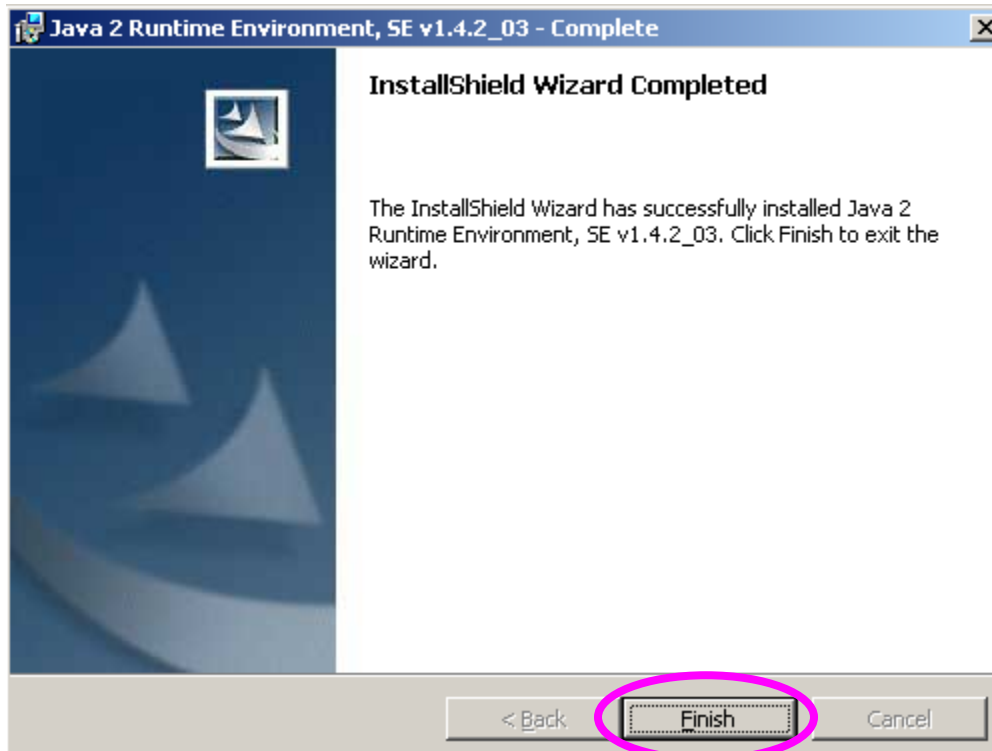 Java 2 Runtime Environment, SE v1.4.2_03 - Complete
InstallShield Wizard Completed
The InstallShield Wizard has successfully installed Java 2
Runtime Environment, SE v1.4.2_03. Click Finish to exit the
wizard.
< Back Finish Cancel